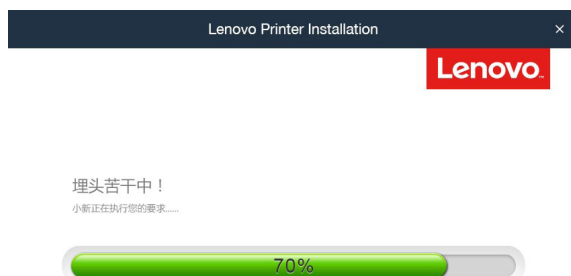 Lenovo Printer Installation
×
Lenovo™
埋头苦干中！
小新正在执行您的要求......
70%